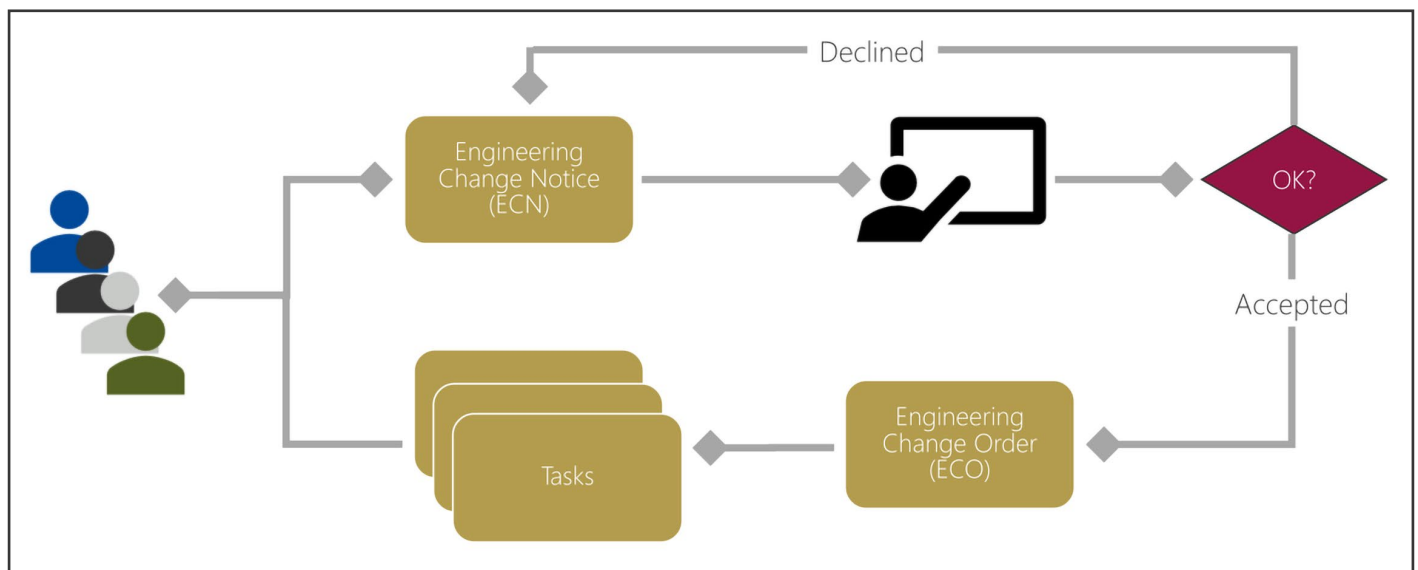 Declined
Engineering
Change Notice
(ECN)
OK?
Accepted
Engineering
Change Order
(ECO)
Tasks